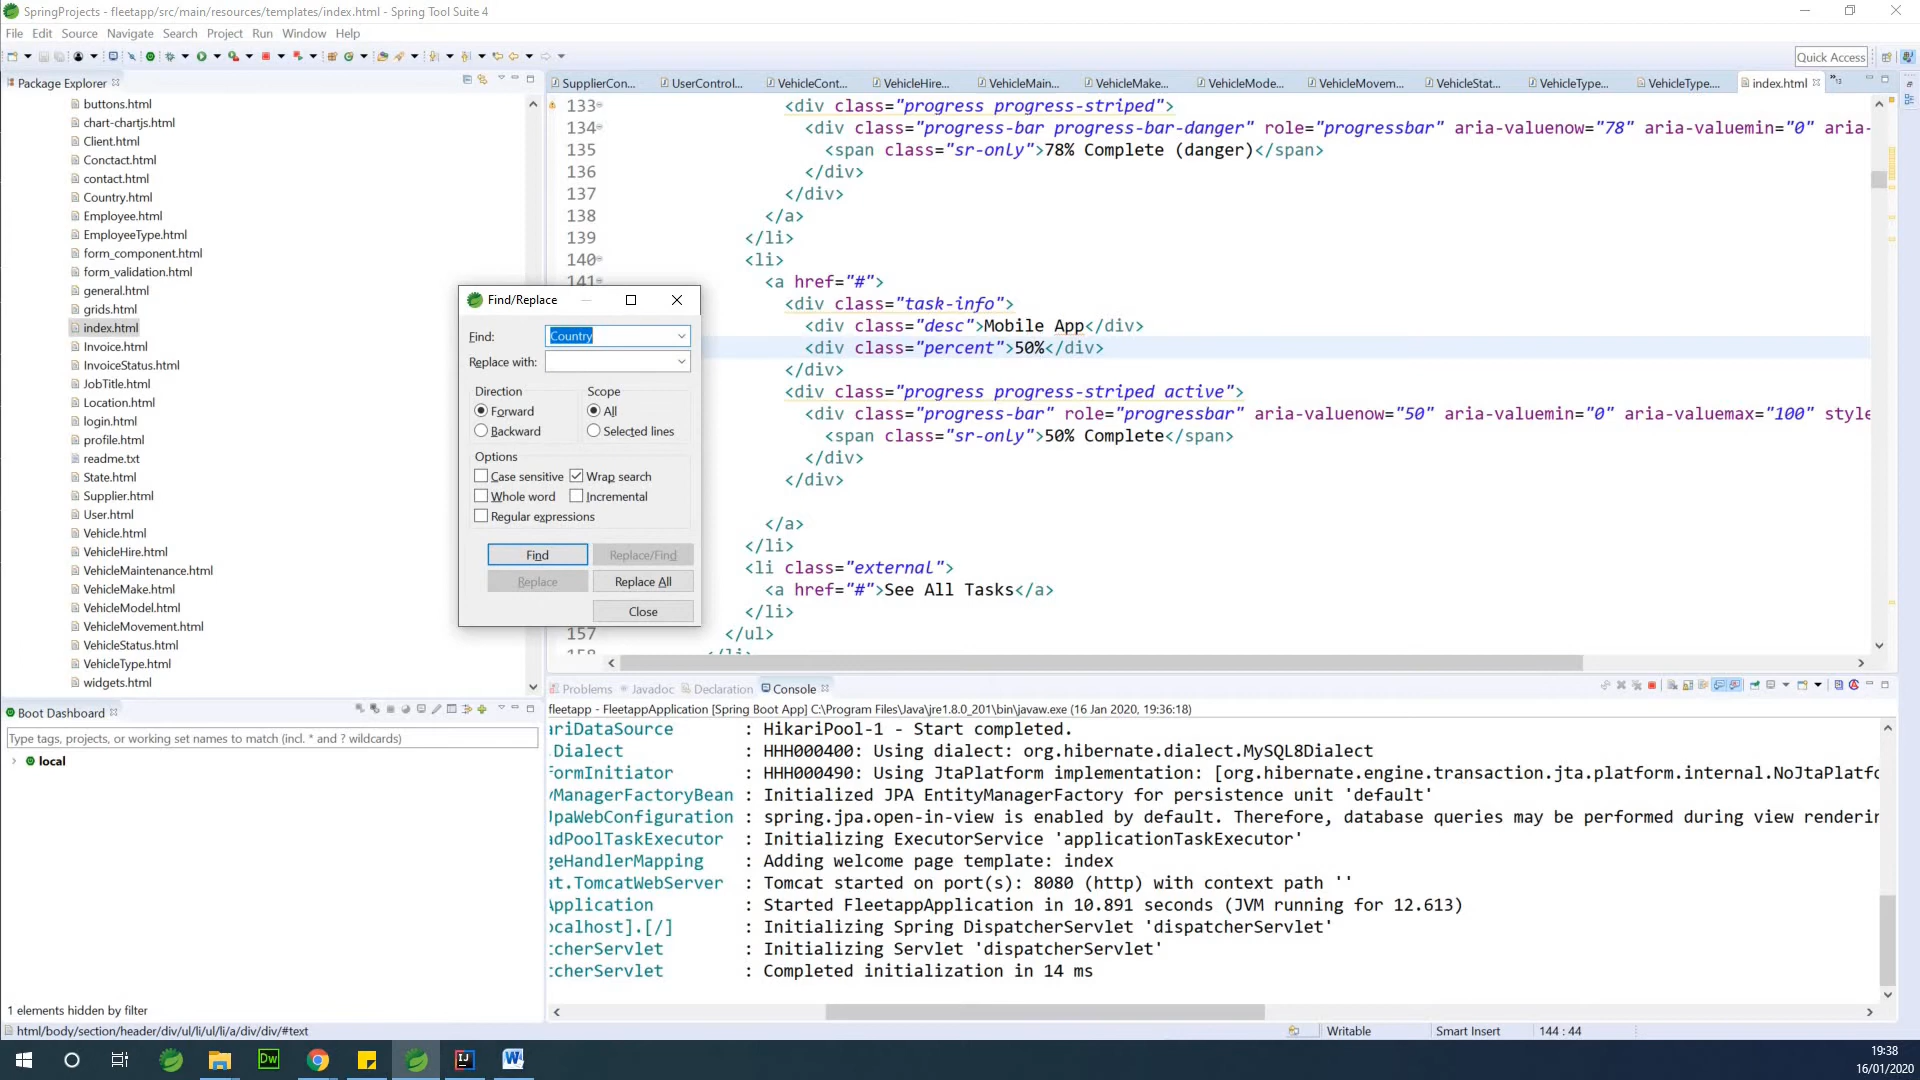 SpringProjects - fleetapp/src/main/resources/templates/index.html - Spring Tool Suite 4
File Edit Source Navigate Search Project Run Window Help
Quick Access
Package Explorer
buttons.html
chart-chartjs.html
Client.html
Conctact.html
contact.html
Country.html
Employee.html
EmployeeType.html
form_component.html
form_validation.html
general.html
grids.html
index.html
Invoice.html
InvoiceStatus.html
JobTitle.html
Location.html
login.html
profile.html
readme.txt
State.html
Supplier.html
User.html
Vehicle.html
VehicleHire.html
VehicleMaintenance.html
VehicleMake.html
VehicleModel.html
VehicleMovement.html
VehicleStatus.html
VehicleType.html
widgets.html
Boot Dashboard
Type tags, projects, or working set names to match (incl. * and ? wildcards)
local
1 elements hidden by filter
SupplierCon... UserControl... VehicleCont... VehicleHire... VehicleMain... VehicleMake... VehicleMode... VehicleMovem... VehicleStat... VehicleType... VehicleType.... index.html
133 <div class="progress progress-striped">
134 <div class="progress-bar progress-bar-danger" role="progressbar" aria-valuenow="78" aria-valuemin="0" aria-
135 <span class="sr-only">78% Complete (danger)</span>
136 </div>
137 </div>
138 </a>
139 </li>
140 <li>
141 <a href="#">
<div class="task-info">
<div class="desc">Mobile App</div>
<div class="percent">50%</div>
</div>
<div class="progress progress-striped active">
<div class="progress-bar" role="progressbar" aria-valuenow="50" aria-valuemin="0" aria-valuemax="100" style
<span class="sr-only">50% Complete</span>
</div>
</div>
</a>
</li>
<li class="external">
<a href="#">See All Tasks</a>
</li>
157 </ul>
158 </li>
Find/Replace
Find: Country
Replace with:
Direction
Forward
Backward
Scope
All
Selected lines
Options
Case sensitive Wrap search
Whole word Incremental
Regular expressions
Find Replace/Find
Replace Replace All
Close
Problems Javadoc Declaration Console
fleetapp - FleetappApplication [Spring Boot App] C:\Program Files\Java\jre1.8.0_201\bin\javaw.exe (16 Jan 2020, 19:36:18)
ariDataSource : HikariPool-1 - Start completed.
.Dialect : HHH000400: Using dialect: org.hibernate.dialect.MySQL8Dialect
FormInitiator : HHH000490: Using JtaPlatform implementation: [org.hibernate.engine.transaction.jta.platform.internal.NoJtaPlatfo
yManagerFactoryBean : Initialized JPA EntityManagerFactory for persistence unit 'default'
JpaWebConfiguration : spring.jpa.open-in-view is enabled by default. Therefore, database queries may be performed during view renderin
adPoolTaskExecutor : Initializing ExecutorService 'applicationTaskExecutor'
geHandlerMapping : Adding welcome page template: index
at.TomcatWebServer : Tomcat started on port(s): 8080 (http) with context path ''
Application : Started FleetappApplication in 10.891 seconds (JVM running for 12.613)
ocalhost].[/] : Initializing Spring DispatcherServlet 'dispatcherServlet'
tcherServlet : Initializing Servlet 'dispatcherServlet'
tcherServlet : Completed initialization in 14 ms
html/body/section/header/div/ul/li/ul/li/a/div/div/#text
Writable Smart Insert 144 : 44
19:38
16/01/2020